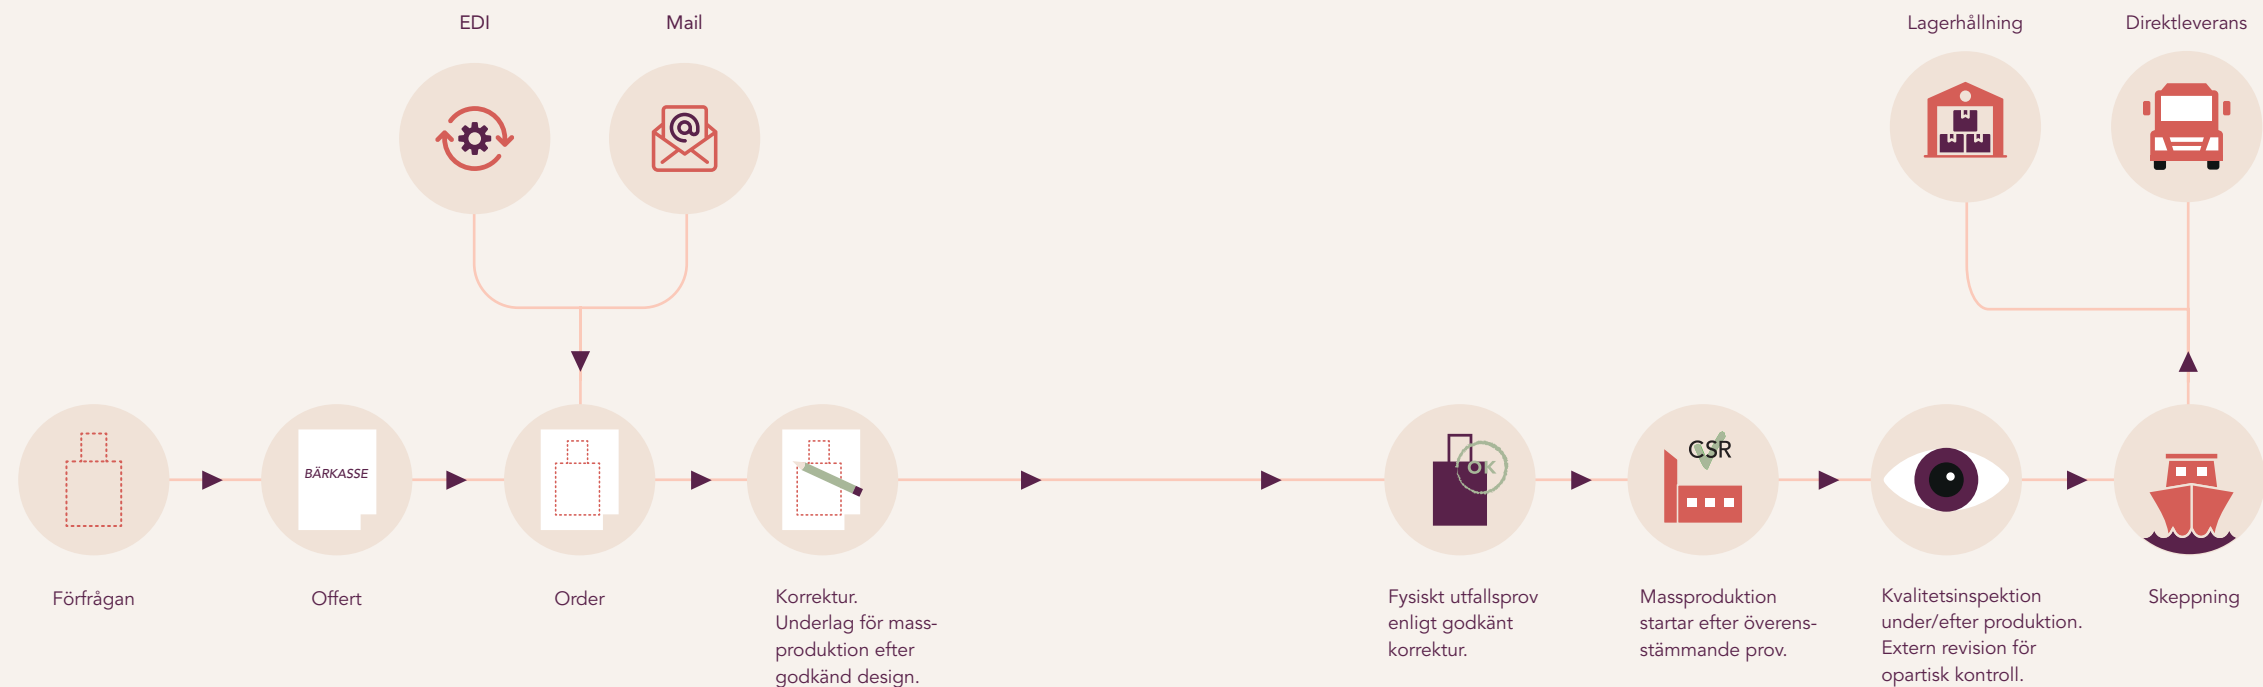 EDI
Mail
Lagerhållning
Direktleverans
BÄRKASSE
OK
CSR
Förfrågan
Offert
Order
Korrektur.
Underlag för mass-
produktion efter
godkänd design.
Fysiskt utfallsprov
enligt godkänt
korrektur.
Massproduktion
startar efter överens-
stämmande prov.
Kvalitetsinspektion
under/efter produktion.
Extern revision för
opartisk kontroll.
Skeppning